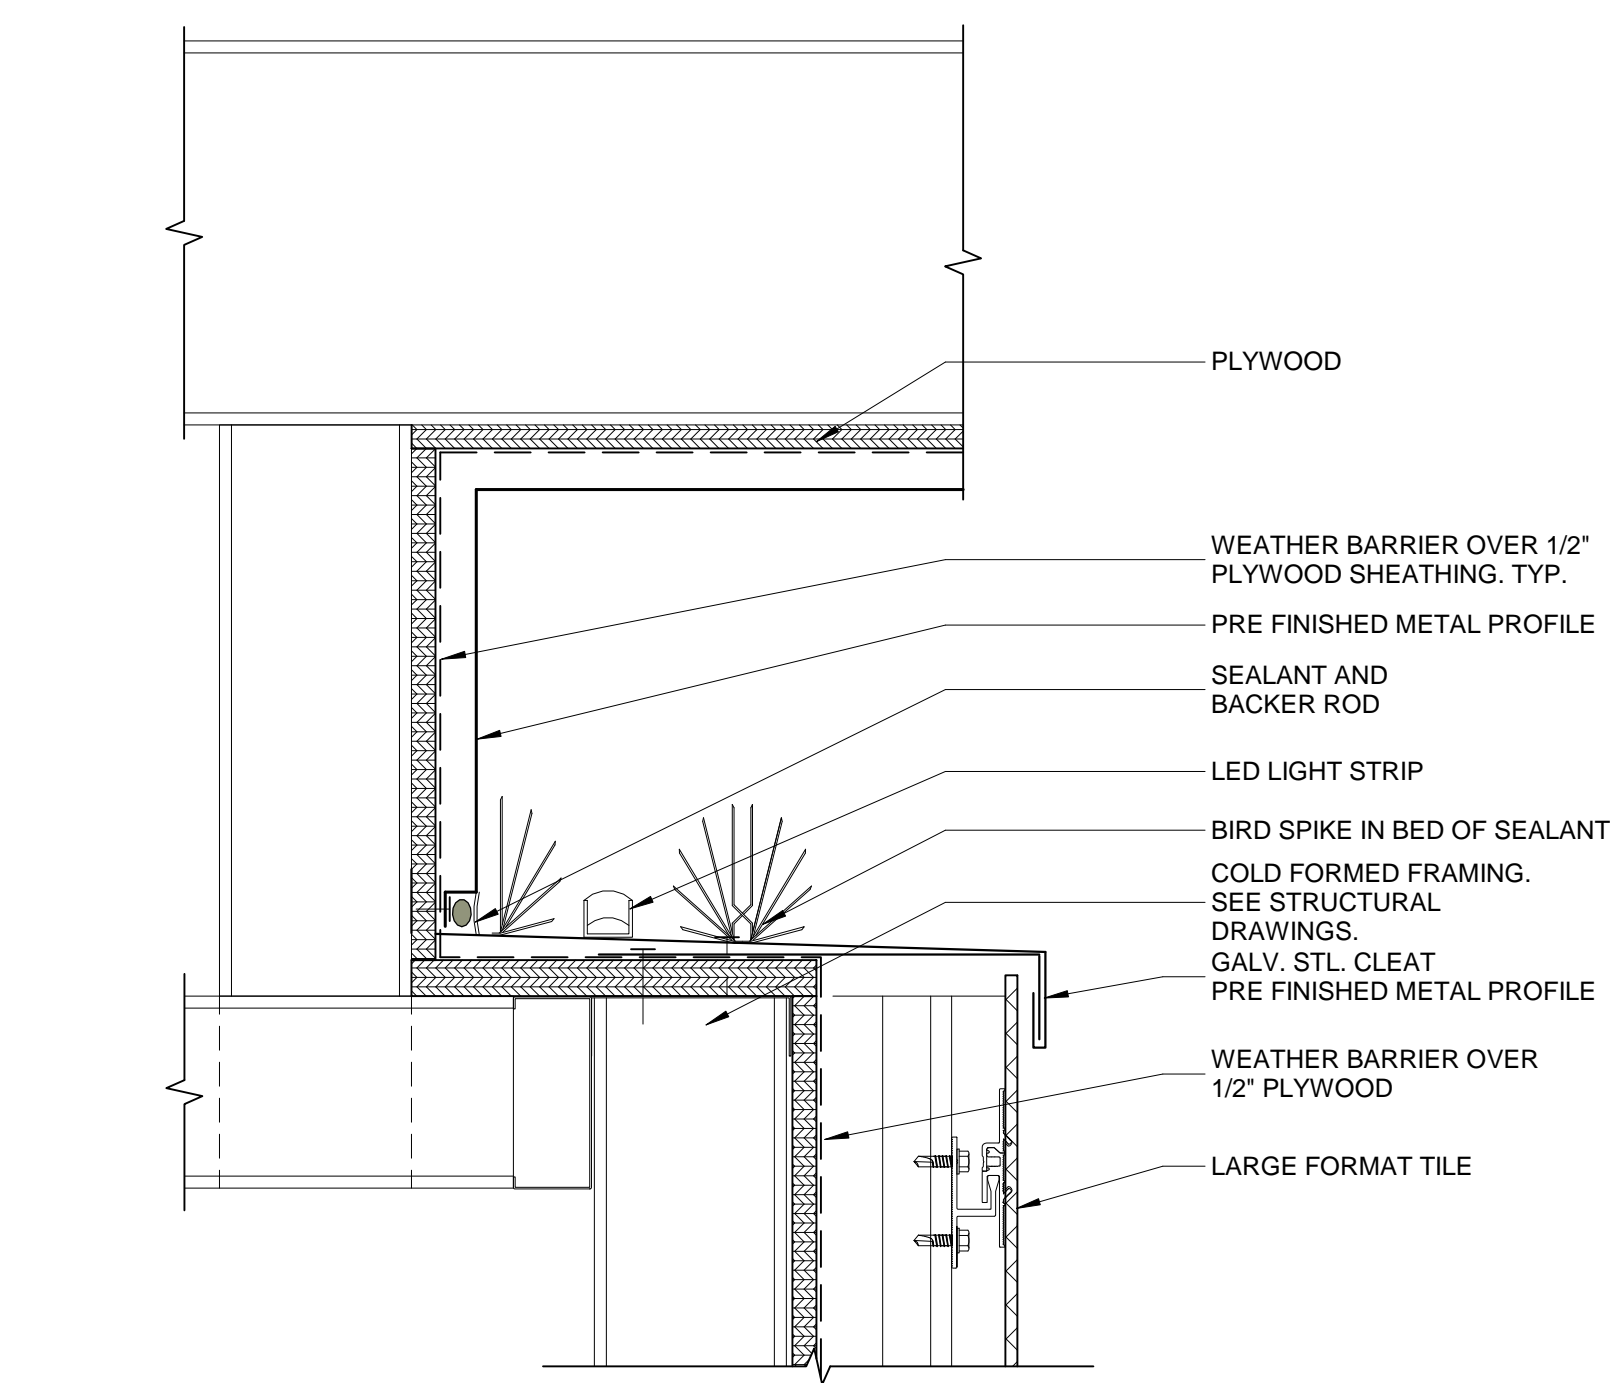 PLYWOOD
WEATHER BARRIER OVER 1/2"
PLYWOOD SHEATHING. TYP.
PRE FINISHED METAL PROFILE
SEALANT AND
BACKER ROD
LED LIGHT STRIP
BIRD SPIKE IN BED OF SEALANT
COLD FORMED FRAMING.
SEE STRUCTURAL
DRAWINGS.
GALV. STL. CLEAT
PRE FINISHED METAL PROFILE
WEATHER BARRIER OVER
1/2" PLYWOOD
LARGE FORMAT TILE